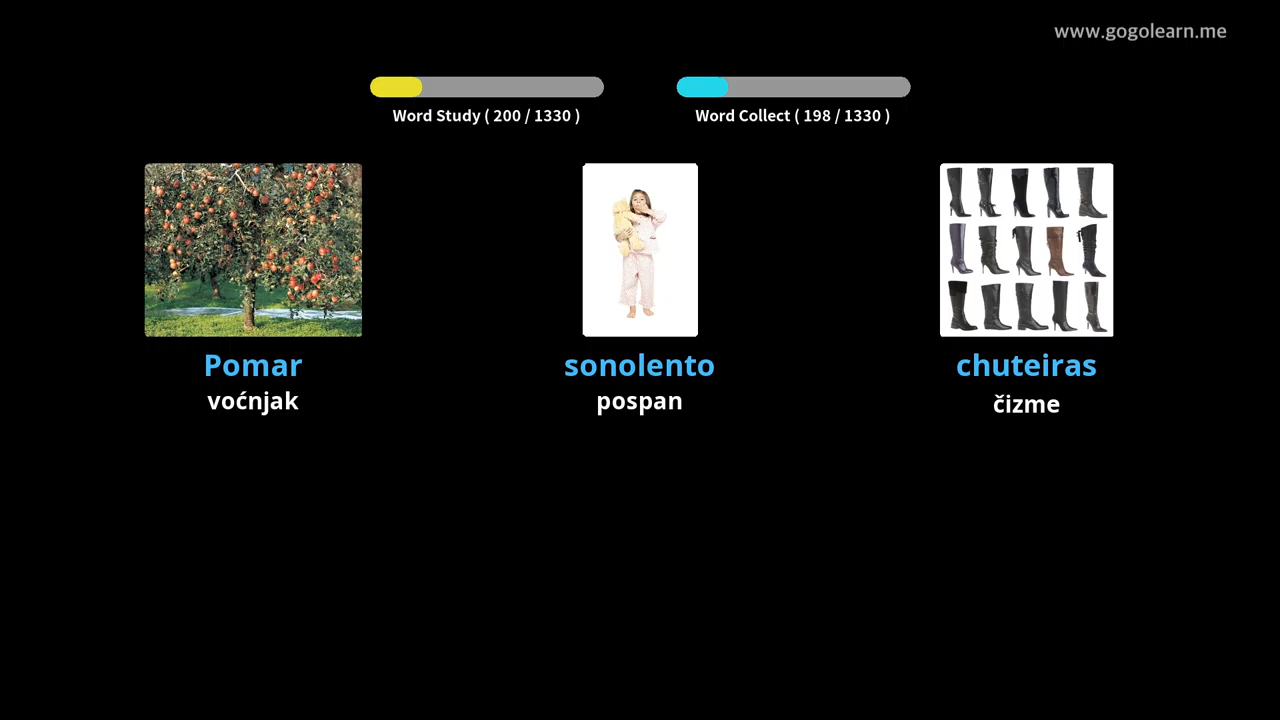 www.gogolearn.me
Word Study ( 200 / 1330 )
Word Collect ( 198 / 1330 )
Pomar
voćnjak
sonolento
pospan
chuteiras
čizme